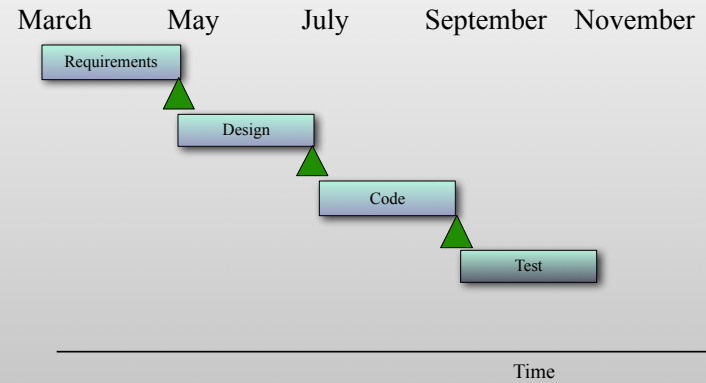 March May July September November
Requirements
Design
Code
Test
Time